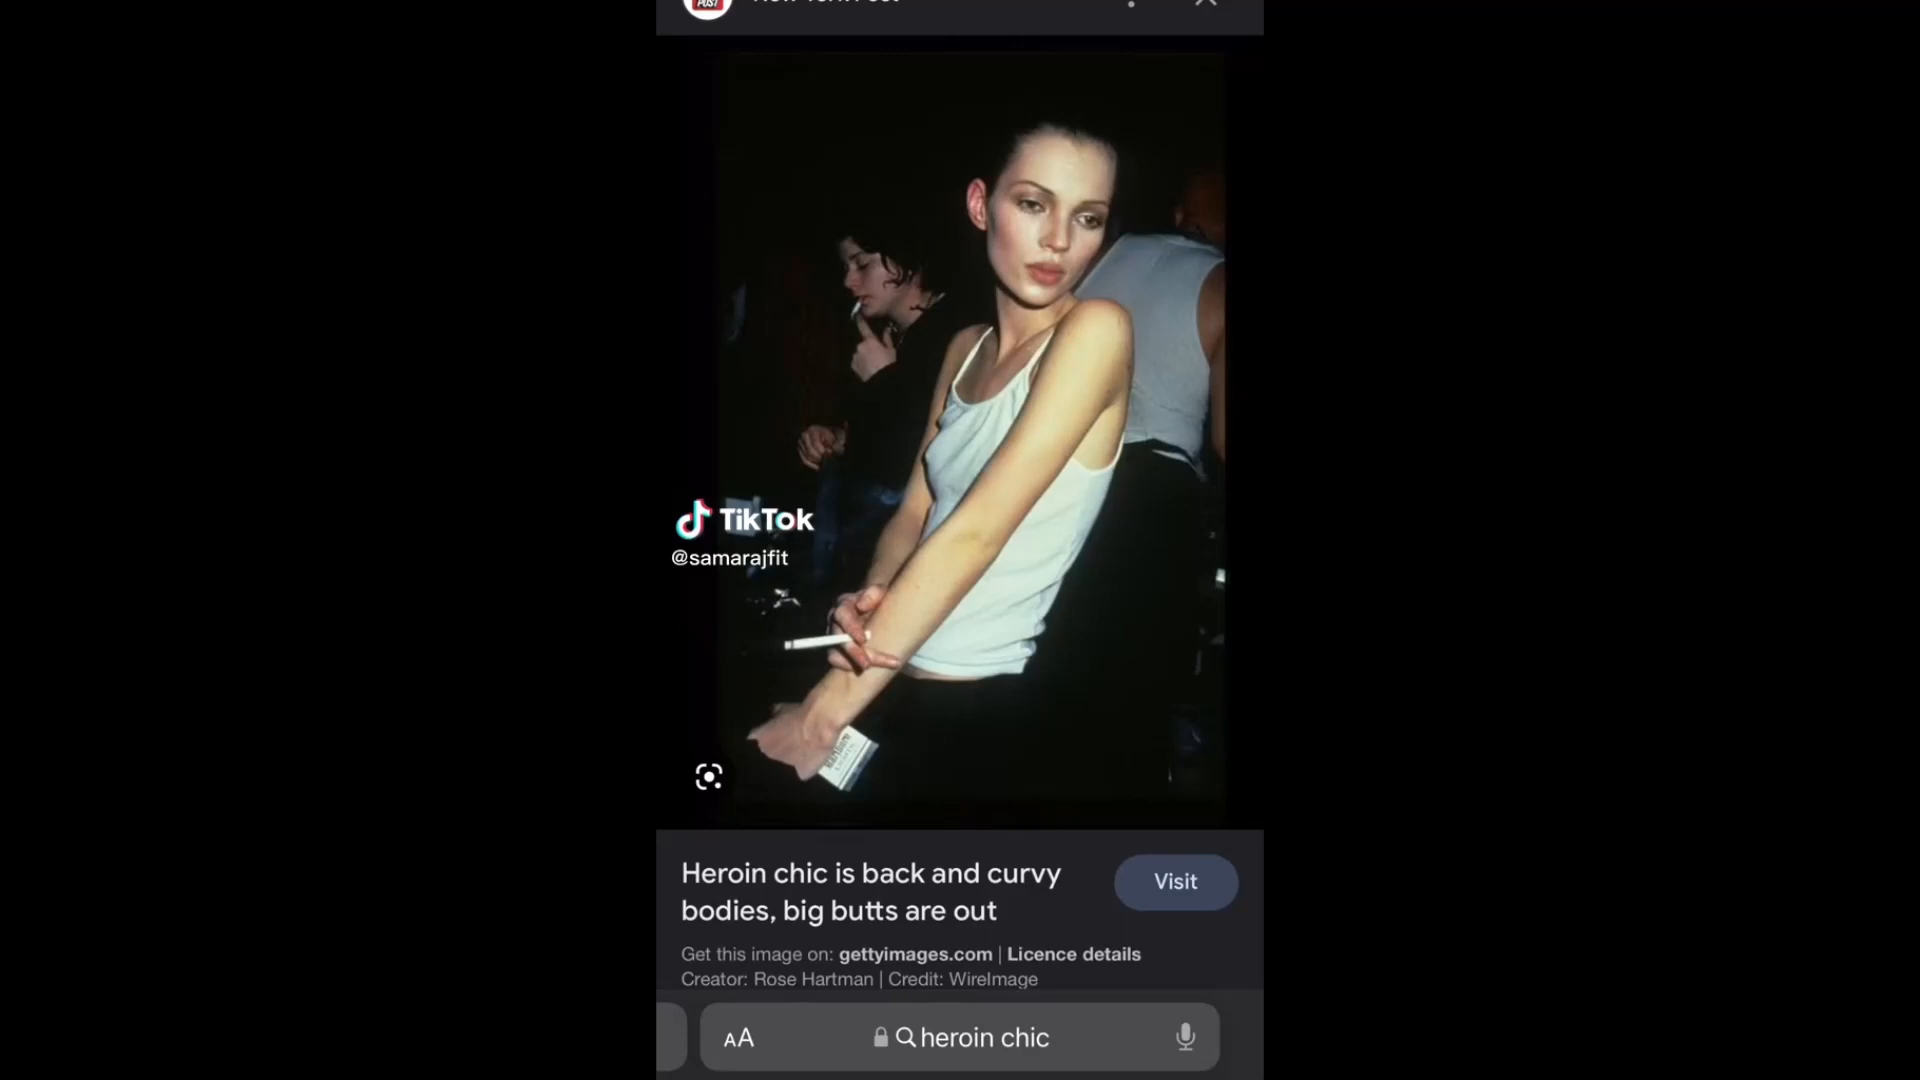 POST
TikTok
@samarajfit
Heroin chic is back and curvy
bodies, big butts are out
Visit
Get this image on: gettyimages.com | Licence details
Creator: Rose Hartman | Credit: WireImage
AA
heroin chic